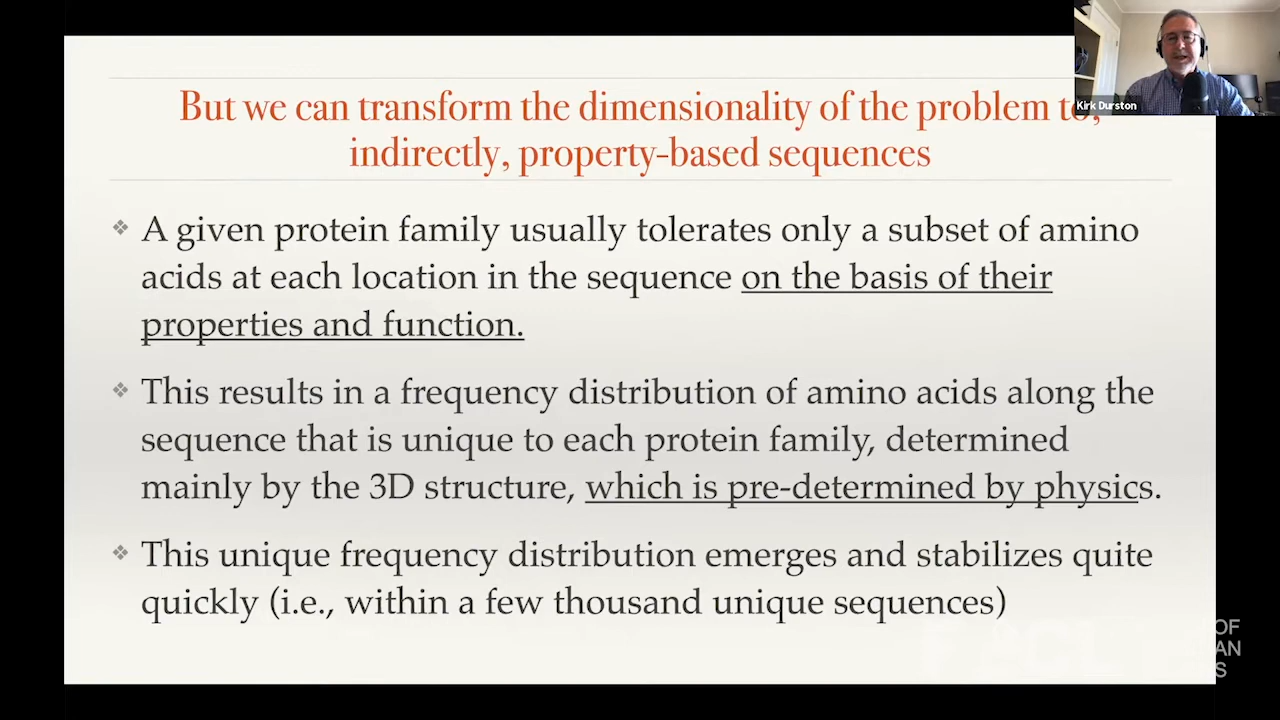 But we can transform the dimensionality of the problem to,
indirectly, property-based sequences
Kirk Durston
❖ A given protein family usually tolerates only a subset of amino
acids at each location in the sequence on the basis of their
properties and function.
❖ This results in a frequency distribution of amino acids along the
sequence that is unique to each protein family, determined
mainly by the 3D structure, which is pre-determined by physics.
❖ This unique frequency distribution emerges and stabilizes quite
quickly (i.e., within a few thousand unique sequences)
OF
AN
S